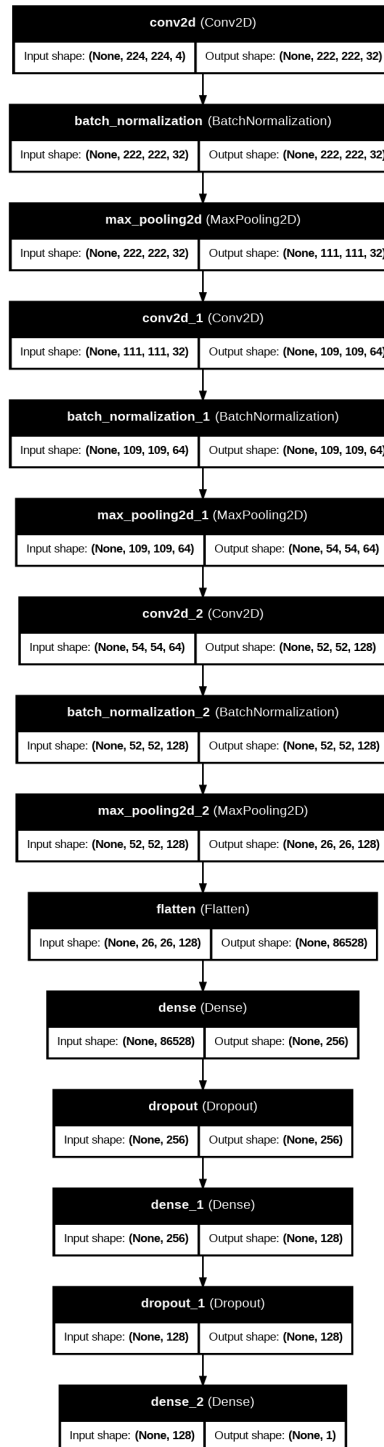 conv2d (Conv2D)
Input shape: (None, 224, 224, 4) Output shape: (None, 222, 222, 32)
batch_normalization (BatchNormalization)
Input shape: (None, 222, 222, 32) Output shape: (None, 222, 222, 32)
max_pooling2d (MaxPooling2D)
Input shape: (None, 222, 222, 32) Output shape: (None, 111, 111, 32)
conv2d_1 (Conv2D)
Input shape: (None, 111, 111, 32) Output shape: (None, 109, 109, 64)
batch_normalization_1 (BatchNormalization)
Input shape: (None, 109, 109, 64) Output shape: (None, 109, 109, 64)
max_pooling2d_1 (MaxPooling2D)
Input shape: (None, 109, 109, 64) Output shape: (None, 54, 54, 64)
conv2d_2 (Conv2D)
Input shape: (None, 54, 54, 64) Output shape: (None, 52, 52, 128)
batch_normalization_2 (BatchNormalization)
Input shape: (None, 52, 52, 128) Output shape: (None, 52, 52, 128)
max_pooling2d_2 (MaxPooling2D)
Input shape: (None, 52, 52, 128) Output shape: (None, 26, 26, 128)
flatten (Flatten)
Input shape: (None, 26, 26, 128) Output shape: (None, 86528)
dense (Dense)
Input shape: (None, 86528) Output shape: (None, 256)
dropout (Dropout)
Input shape: (None, 256) Output shape: (None, 256)
dense_1 (Dense)
Input shape: (None, 256) Output shape: (None, 128)
dropout_1 (Dropout)
Input shape: (None, 128) Output shape: (None, 128)
dense_2 (Dense)
Input shape: (None, 128) Output shape: (None, 1)